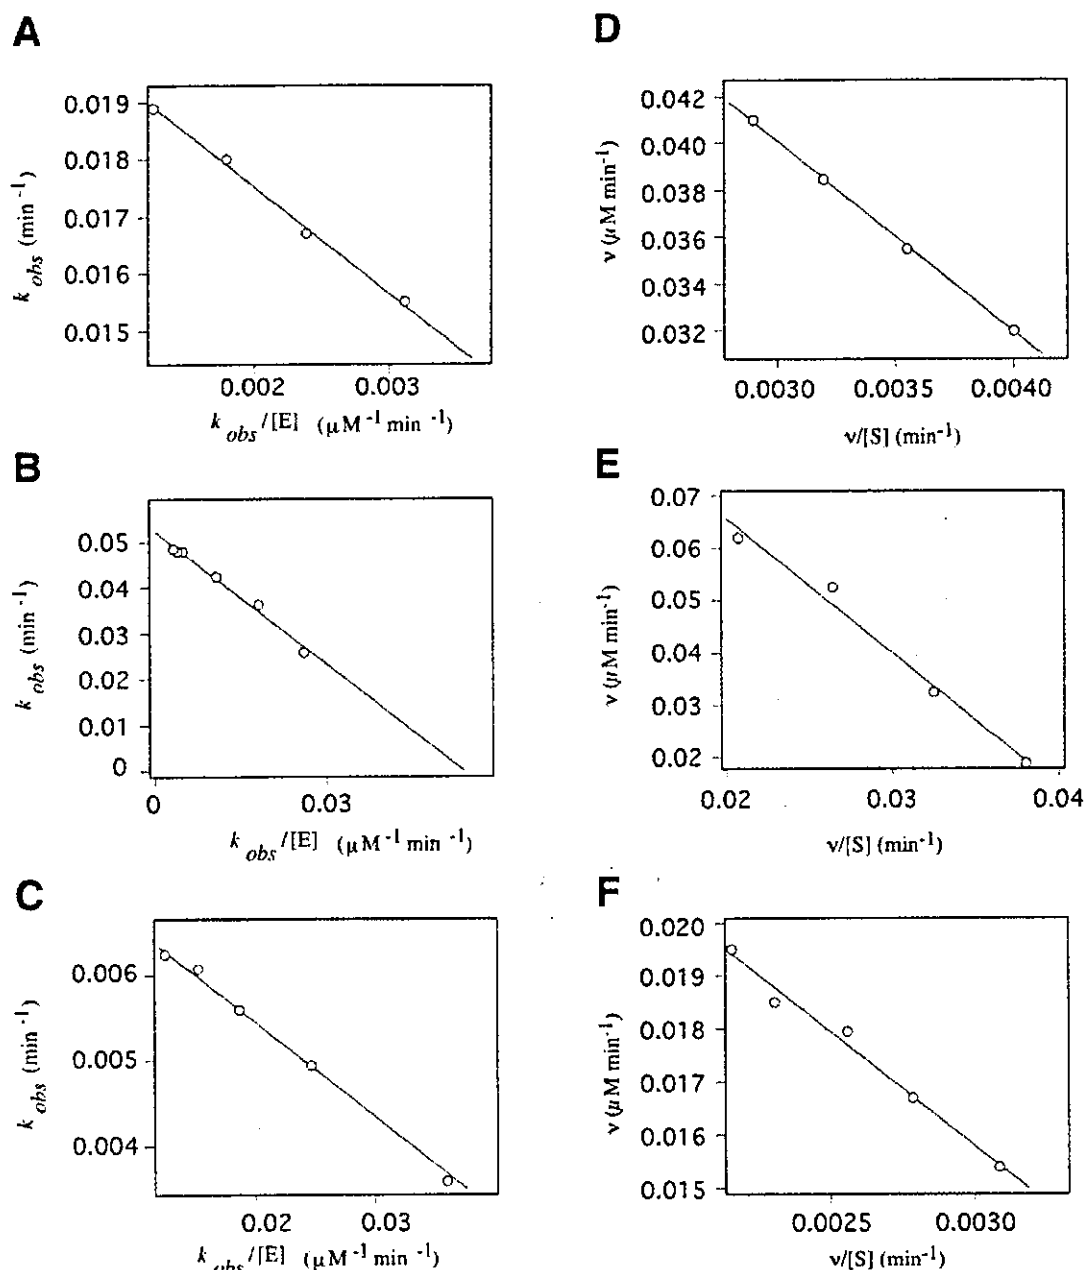 A
0.019
0.018
0.017
0.016
0.015
k obs (min -1)
0.002
0.003
k obs /[E] (µM -1 min -1)
B
0.05
0.04
0.03
0.02
0.01
0
k obs (min -1)
0
0.03
k obs /[E] (µM -1 min -1)
C
0.006
0.005
0.004
k obs (min -1)
0.02
0.03
k obs /[E] (µM -1 min -1)
D
0.042
0.040
0.038
0.036
0.034
0.032
v (µM min-1)
0.0030
0.0035
0.0040
v/[S] (min-1)
E
0.07
0.06
0.05
0.04
0.03
0.02
v (µM min-1)
0.02
0.03
0.04
v/[S] (min-1)
F
0.020
0.019
0.018
0.017
0.016
0.015
v (µM min-1)
0.0025
0.0030
v/[S] (min-1)